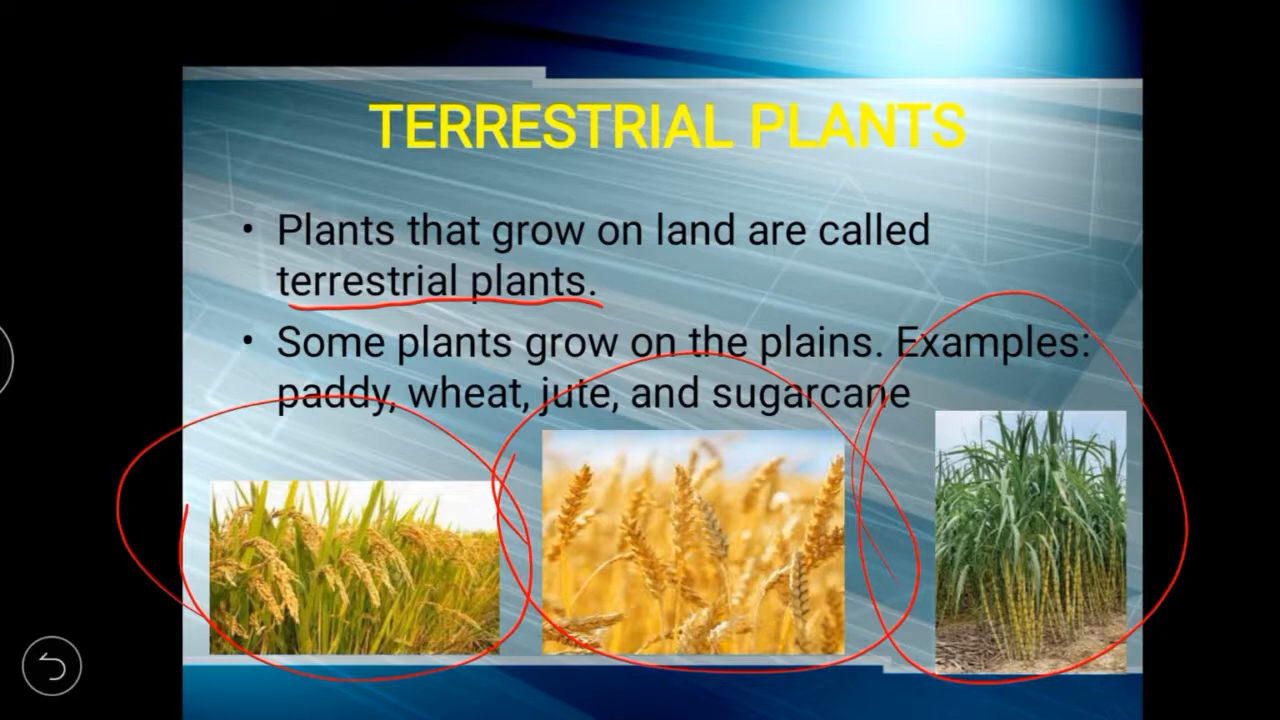 TERRESTRIAL PLANTS
• Plants that grow on land are called
terrestrial plants.
• Some plants grow on the plains. Examples:
paddy, wheat, jute, and sugarcane